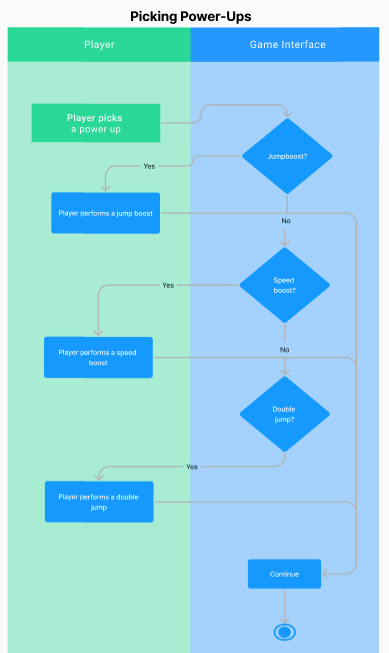 Picking Power-Ups
Player
Game Interface
Player picks
a power up
Jumpboost?
Yes
Player performs a jump boost
No
Speed
boost?
Yes
No
Player performs a speed
boost
Double
jump?
Yes
Player performs a double
jump
Continue